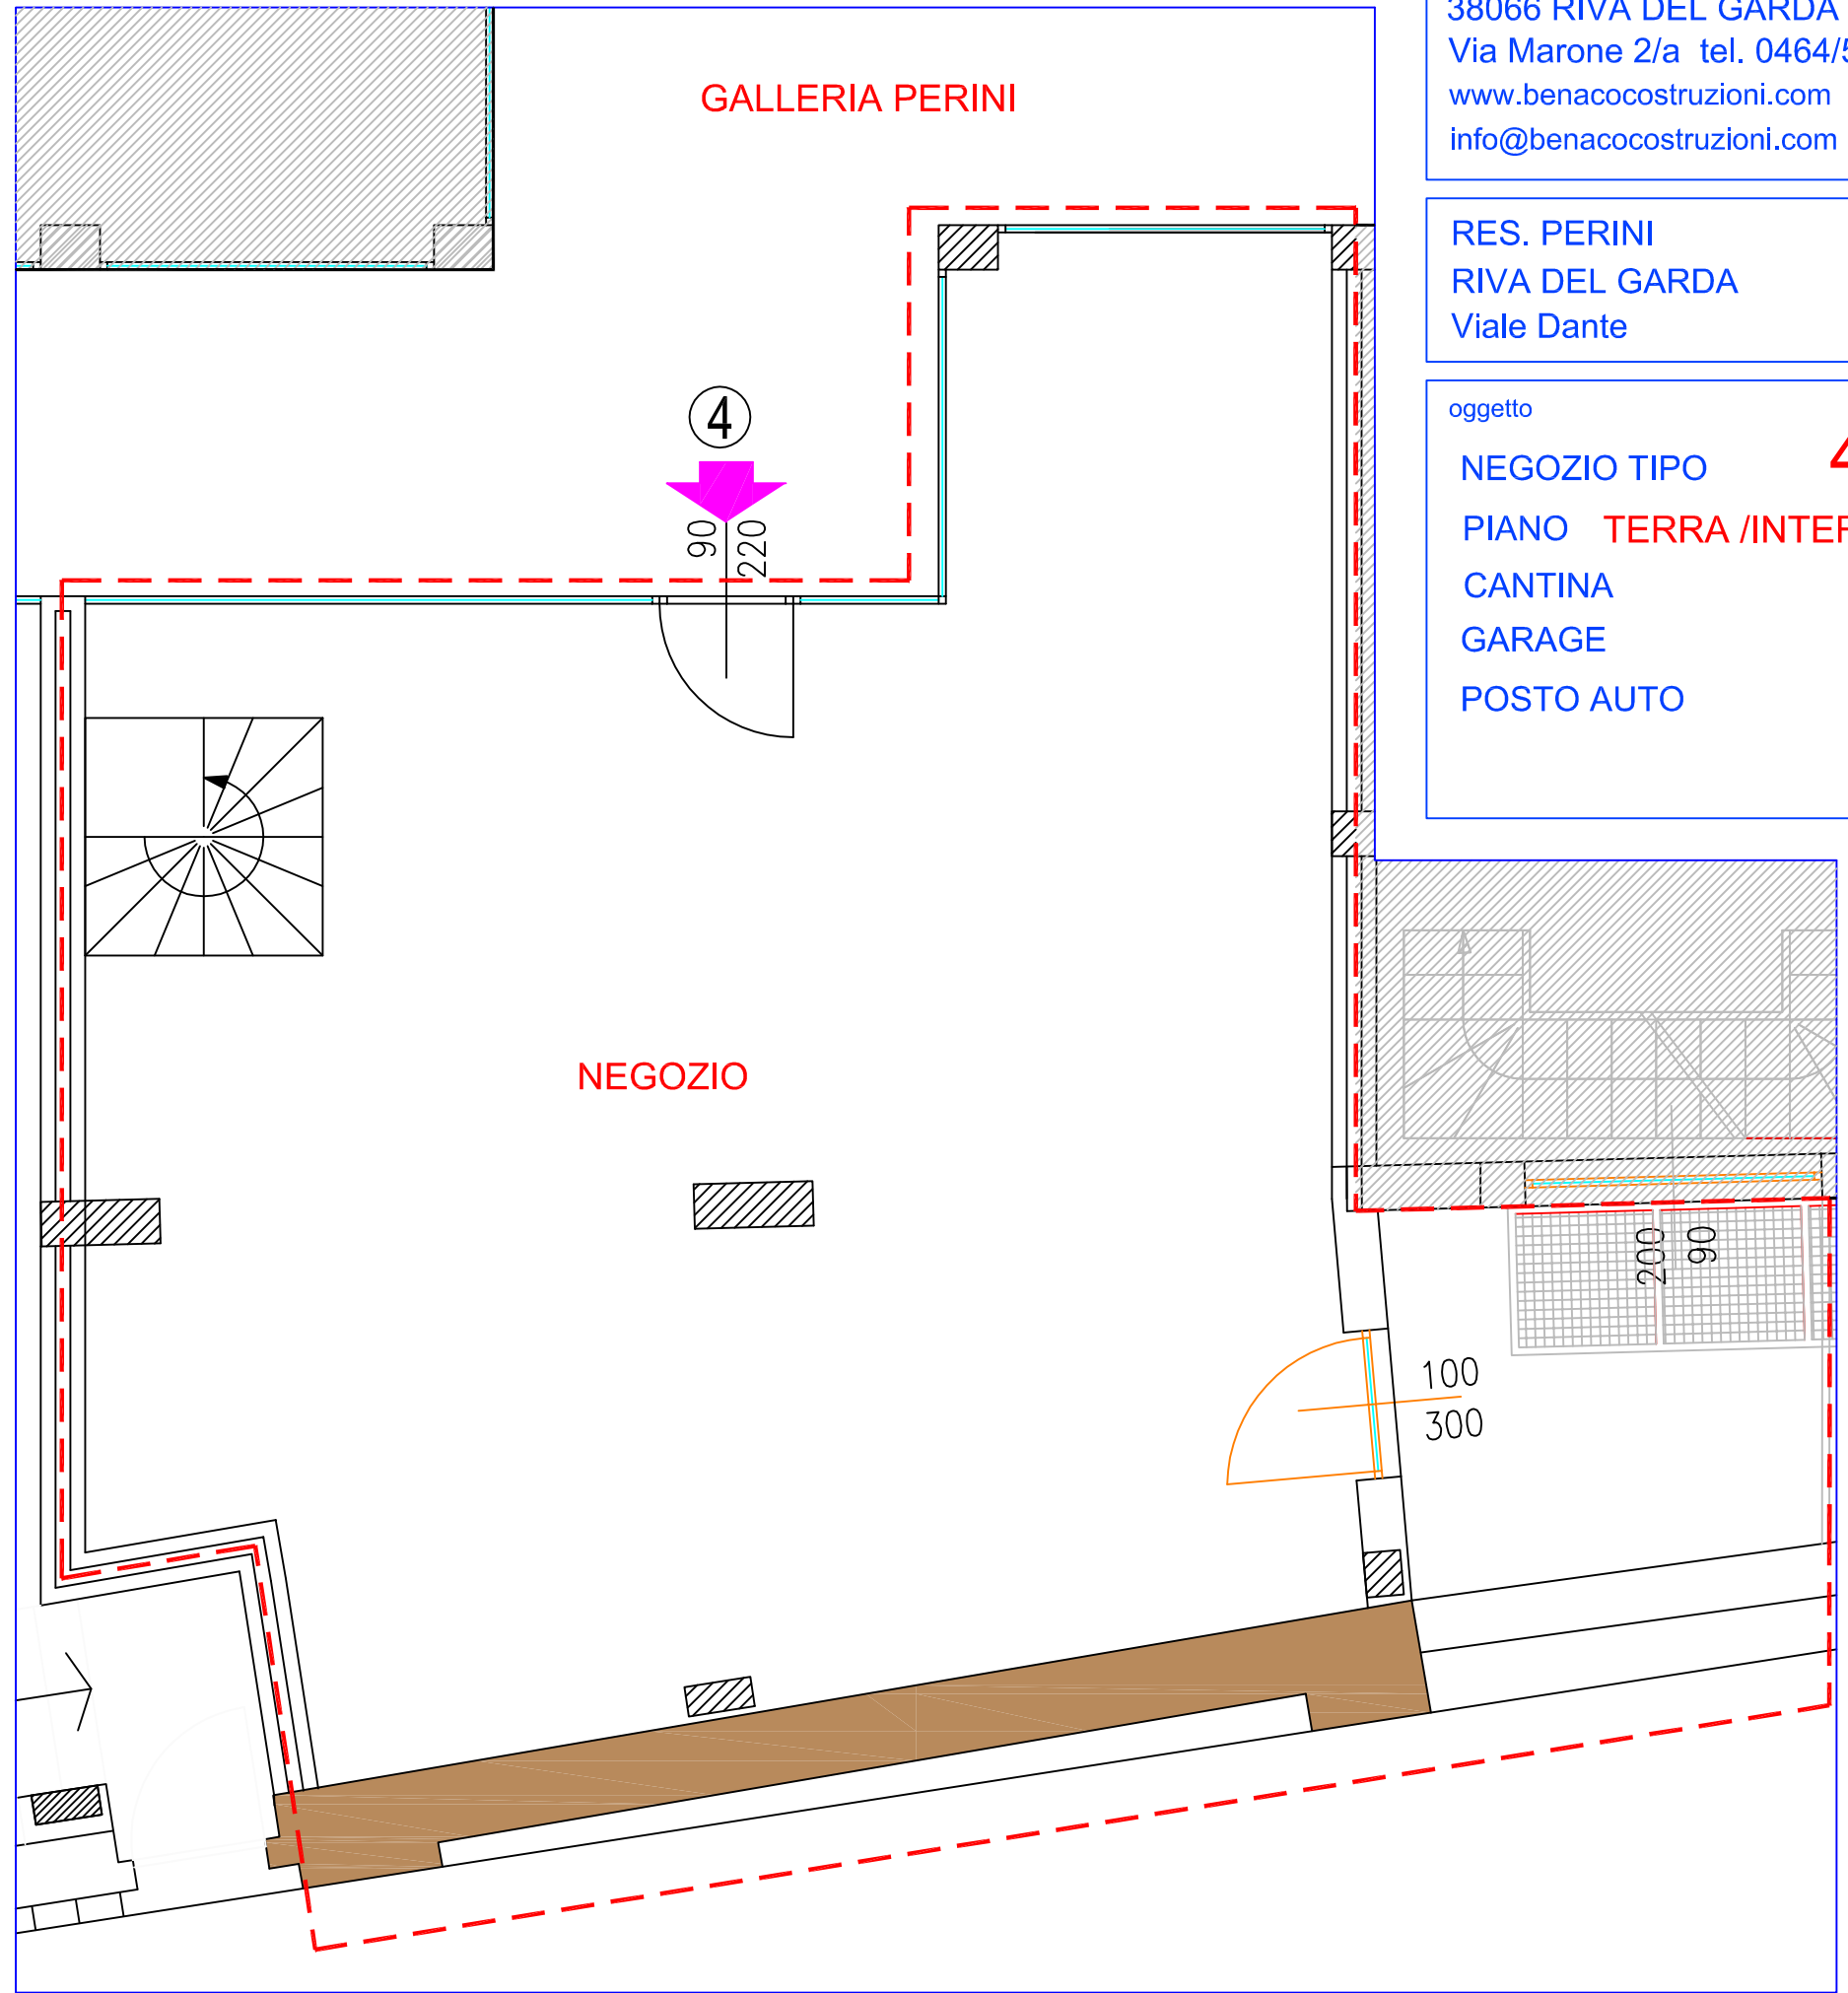 38066 RIVA DEL GARDA
Via Marone 2/a tel. 0464/5
www.benacocostruzioni.com
info@benacocostruzioni.com
RES. PERINI
RIVA DEL GARDA
Viale Dante
oggetto
NEGOZIO TIPO 4
PIANO TERRA /INTER
CANTINA
GARAGE
POSTO AUTO
GALLERIA PERINI
4
90
220
NEGOZIO
200
90
100
300